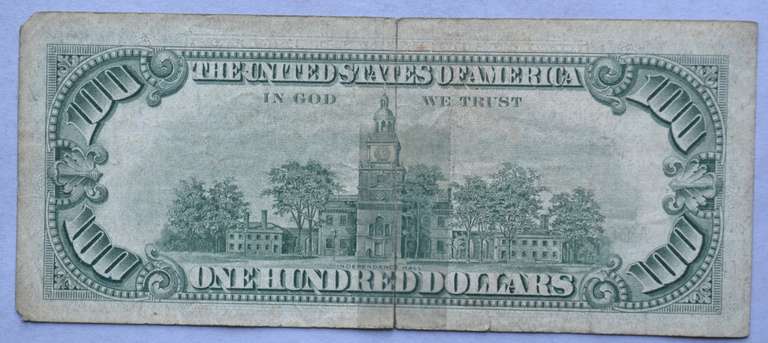 100 THE UNITED STATES OF AMERICA 100
IN GOD WE TRUST
INDEPENDENCE HALL
100 ONE HUNDRED DOLLARS 100